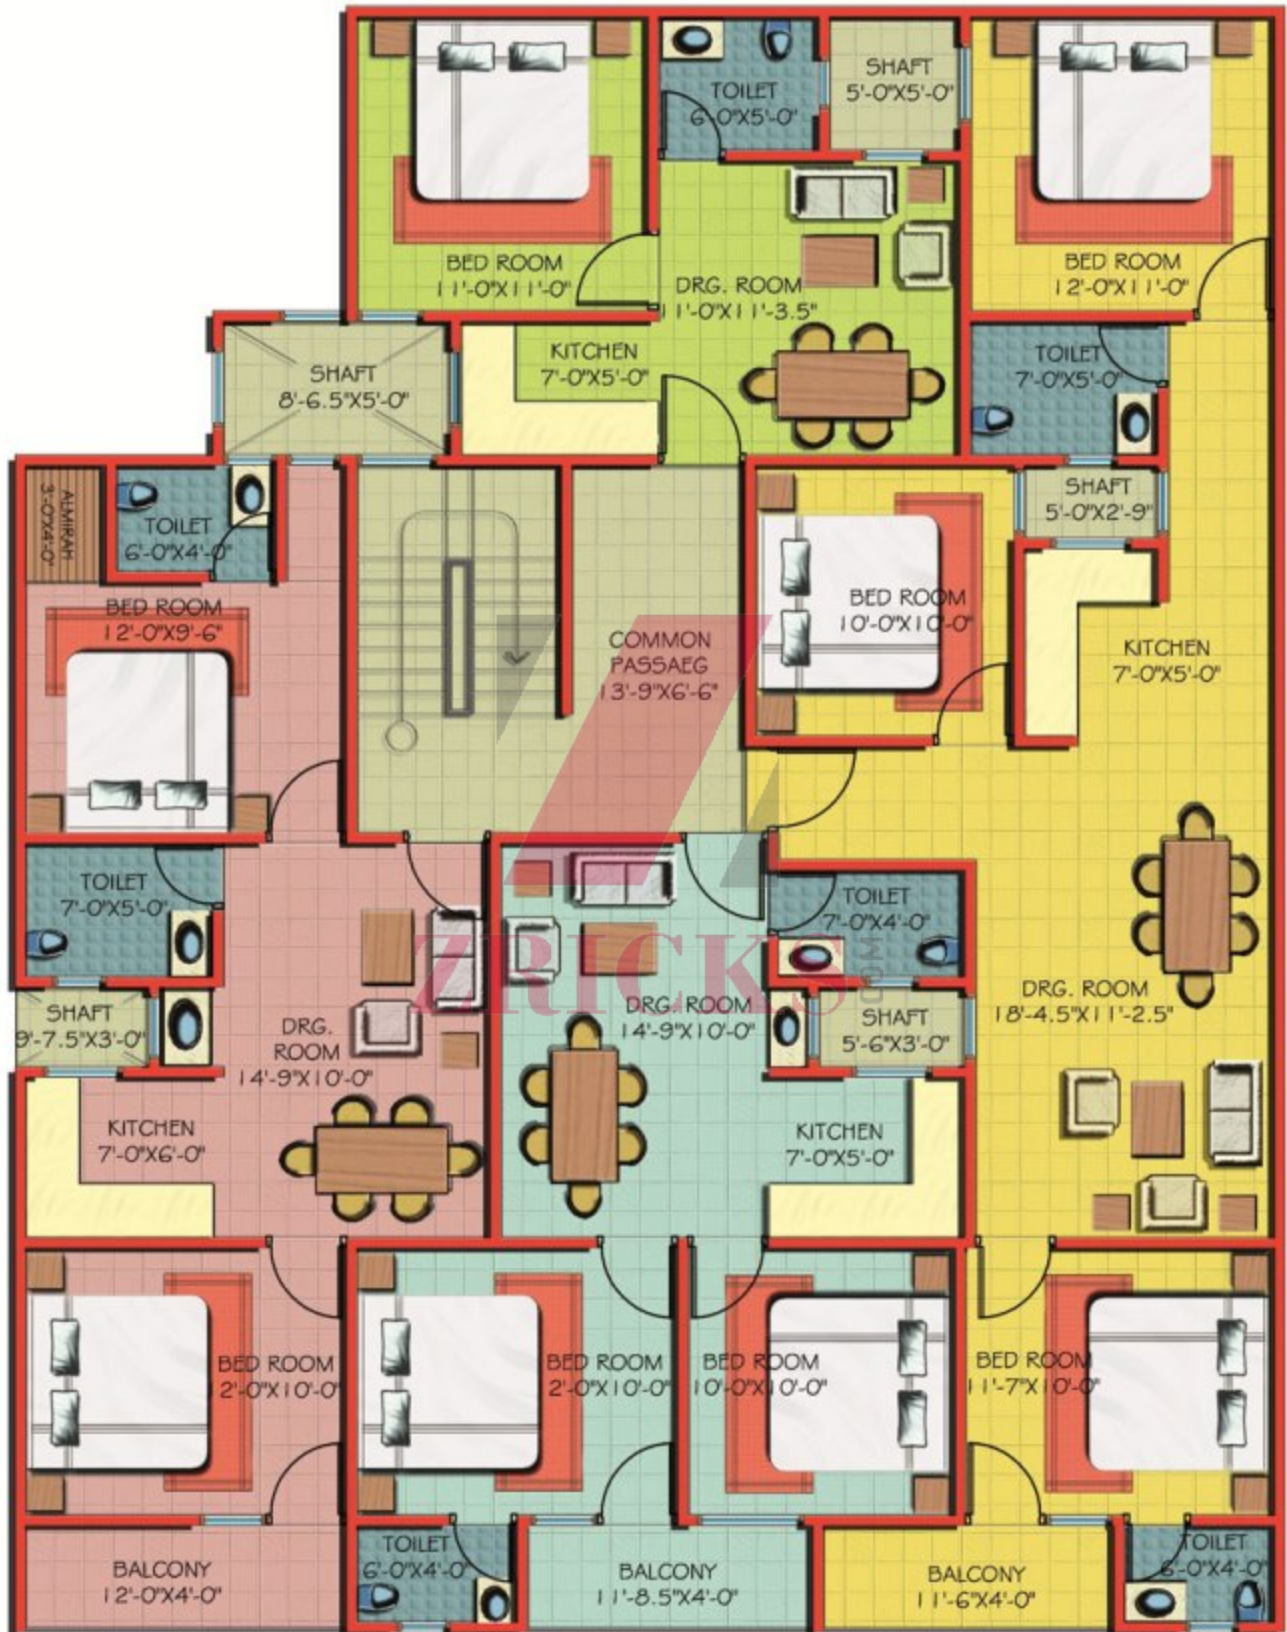 TOILET
6'-0"X5'-0"
SHAFT
5'-0"X5'-0"
BED ROOM
11'-0"X11'-0"
DRG. ROOM
11'-0"X11'-3.5"
BED ROOM
12'-0"X11'-0"
KITCHEN
7'-0"X5'-0"
TOILET
7'-0"X5'-0"
SHAFT
8'-6.5"X5'-0"
ALMIRAH
3'-0"X4'-0"
TOILET
6'-0"X4'-0"
SHAFT
5'-0"X2'-9"
BED ROOM
12'-0"X9'-6"
BED ROOM
10'-0"X10'-0"
COMMON
PASSAEG
13'-9"X6'-6"
KITCHEN
7'-0"X5'-0"
TOILET
7'-0"X5'-0"
TOILET
7'-0"X4'-0"
ZRICKS
.COM
SHAFT
9'-7.5"X3'-0"
DRG.
ROOM
14'-9"X10'-0"
DRG. ROOM
14'-9"X10'-0"
SHAFT
5'-6"X3'-0"
DRG. ROOM
18'-4.5"X11'-2.5"
KITCHEN
7'-0"X6'-0"
KITCHEN
7'-0"X5'-0"
BED ROOM
12'-0"X10'-0"
BED ROOM
2'-0"X10'-0"
BED ROOM
10'-0"X10'-0"
BED ROOM
11'-7"X10'-0"
BALCONY
12'-0"X4'-0"
TOILET
6'-0"X4'-0"
BALCONY
11'-8.5"X4'-0"
BALCONY
11'-6"X4'-0"
TOILET
6'-0"X4'-0"